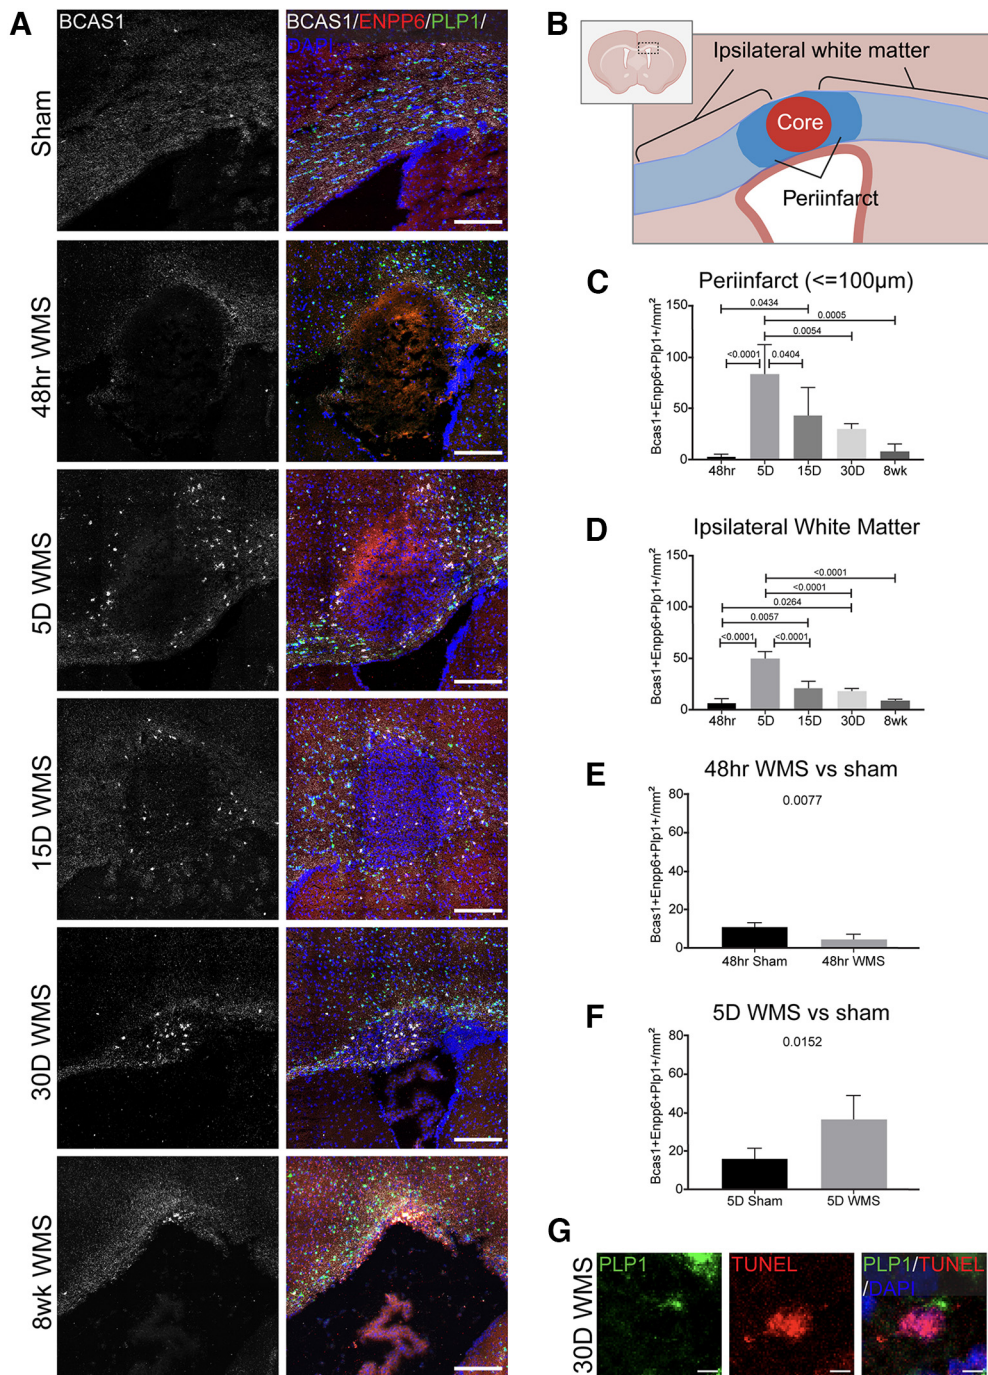 A
BCAS1
BCAS1/ENPP6/PLP1/
DAPI
Sham
48hr WMS
5D WMS
15D WMS
30D WMS
8wk WMS
B
Ipsilateral white matter
Core
Periinfarct
C
Periinfarct (<=100µm)
Bcas1+Enpp6+Plp1+/mm²
150
100
50
0
0.0434
0.0005
0.0054
<0.0001
0.0404
48hr
5D
15D
30D
8wk
D
Ipsilateral White Matter
Bcas1+Enpp6+Plp1+/mm²
150
100
50
0
<0.0001
<0.0001
0.0264
0.0057
<0.0001
<0.0001
48hr
5D
15D
30D
8wk
E
48hr WMS vs sham
Bcas1+Enpp6+Plp1+/mm²
80
60
40
20
0
0.0077
48hr Sham
48hr WMS
F
5D WMS vs sham
Bcas1+Enpp6+Plp1+/mm²
80
60
40
20
0
0.0152
5D Sham
5D WMS
G
30D WMS
PLP1
TUNEL
PLP1/TUNEL
/DAPI